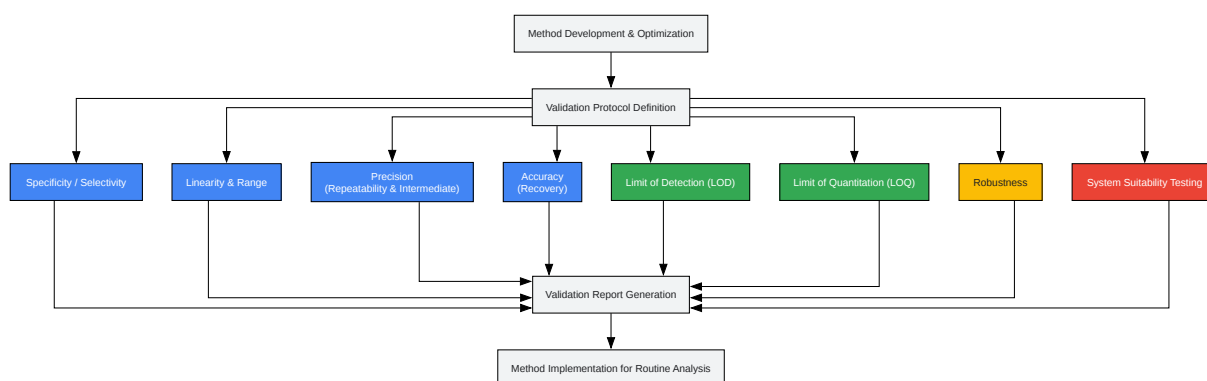 Method Development & Optimization
Validation Protocol Definition
Specificity / Selectivity
Linearity & Range
Precision
(Repeatability & Intermediate)
Accuracy
(Recovery)
Limit of Detection (LOD)
Limit of Quantitation (LOQ)
Robustness
System Suitability Testing
Validation Report Generation
Method Implementation for Routine Analysis